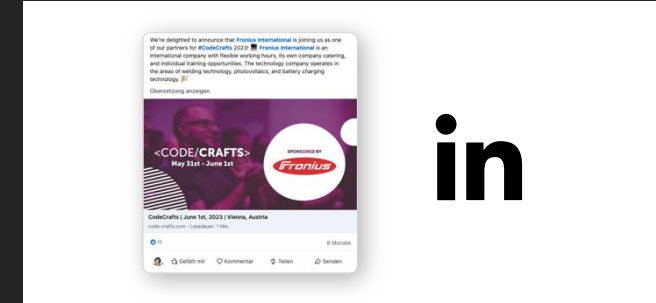 We're delighted to announce that Fronius International is joining us as one
of our partners for #CodeCrafts 2023! Fronius International is an
international company with flexible working hours, its own company catering,
and individual training opportunities. The technology company operates in
the areas of welding technology, photovoltaics, and battery charging
technology.
Übersetzung anzeigen
<CODE/CRAFTS>
May 31st - June 1st
SPONSORED BY
Fronius
CodeCrafts | June 1st, 2023 | Vienna, Austria
code-crafts.com • Lesedauer: 1 Min.
11
9 Monate
Gefällt mir
Kommentar
Teilen
Senden
in